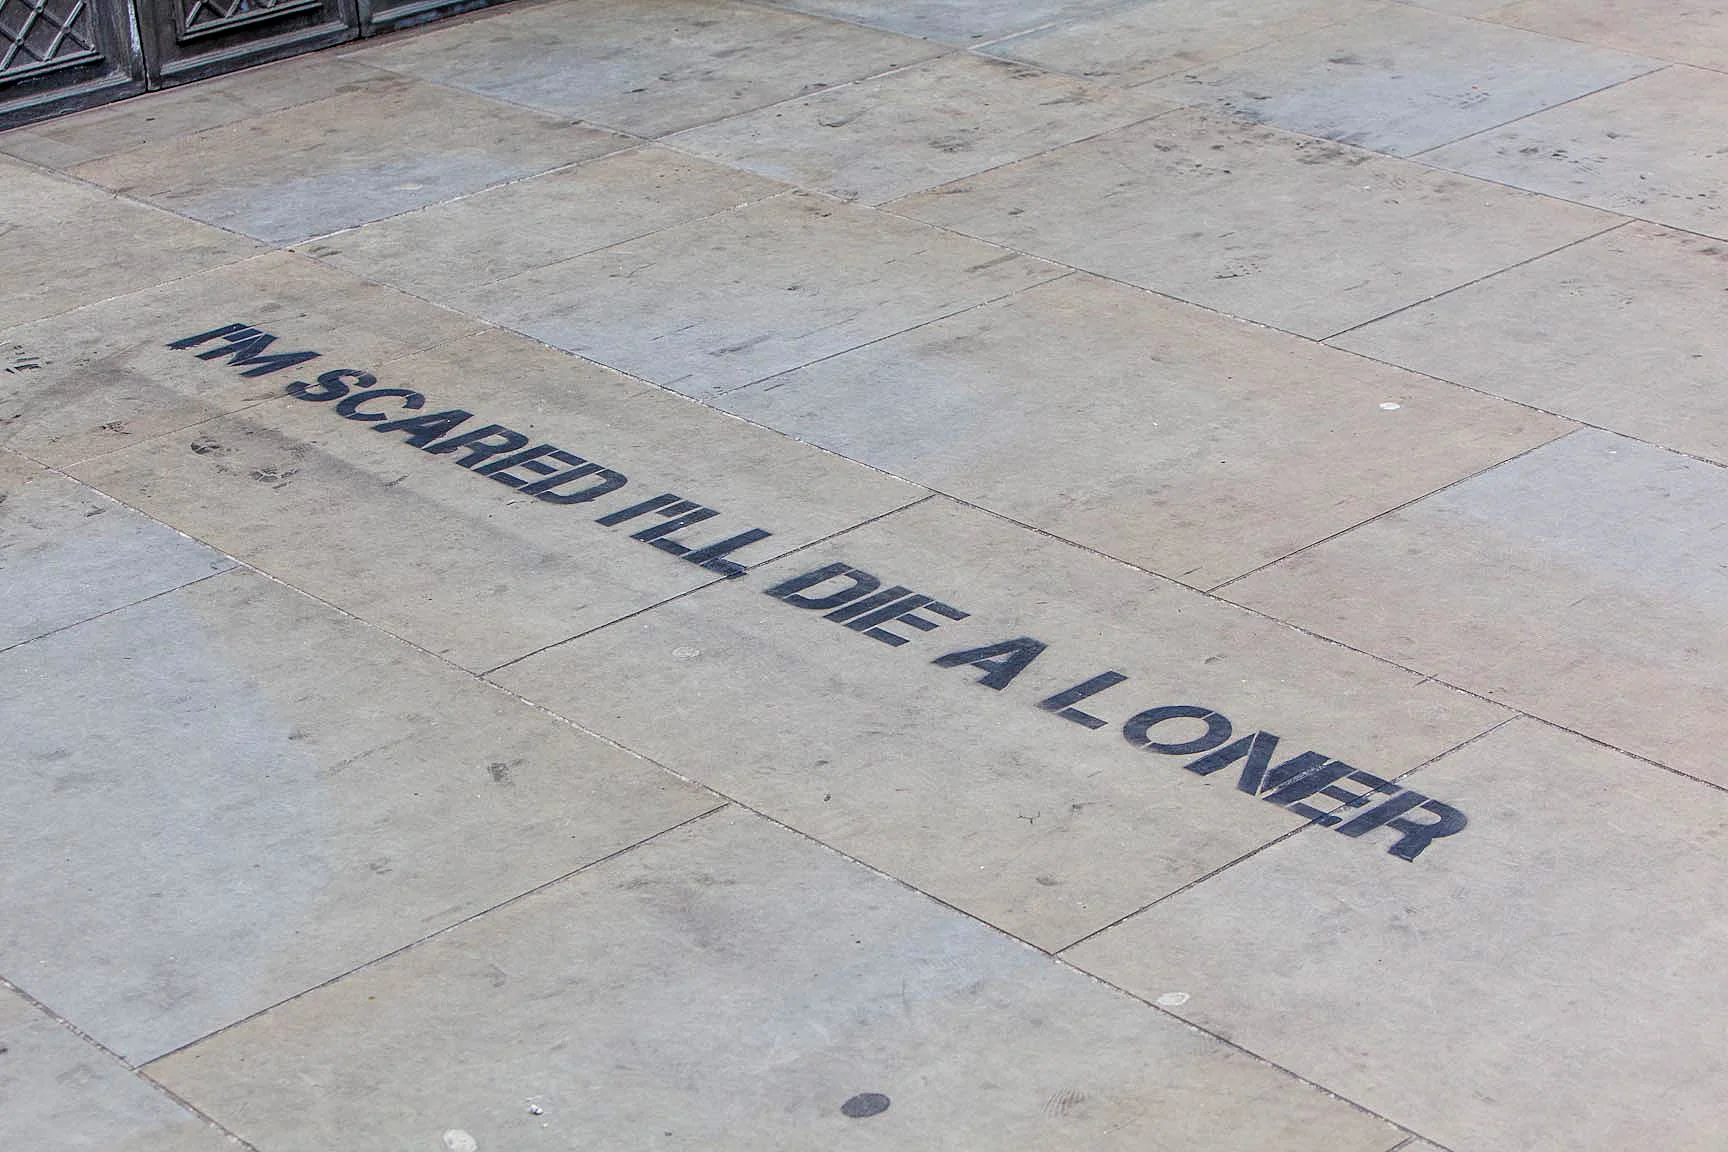 I'M SCARED I'LL DIE A LONER